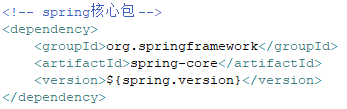 <!-- spring核心包 -->
<dependency>
    <groupId>org.springframework</groupId>
    <artifactId>spring-core</artifactId>
    <version>${spring.version}</version>
</dependency>